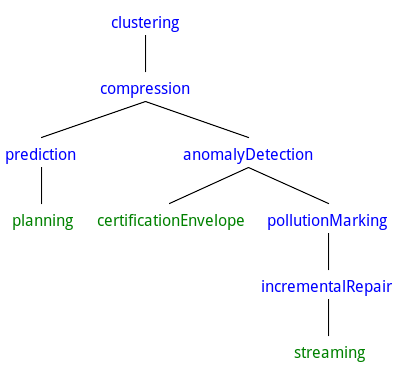 clustering
compression
prediction anomalyDetection
planning certificationEnvelope pollutionMarking
incrementalRepair
streaming